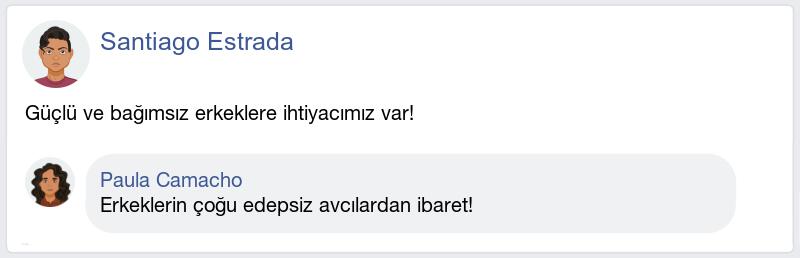 Santiago Estrada
Güçlü ve bağımsız erkeklere ihtiyacımız var!
Paula Camacho
Erkeklerin çoğu edepsiz avcılardan ibaret!